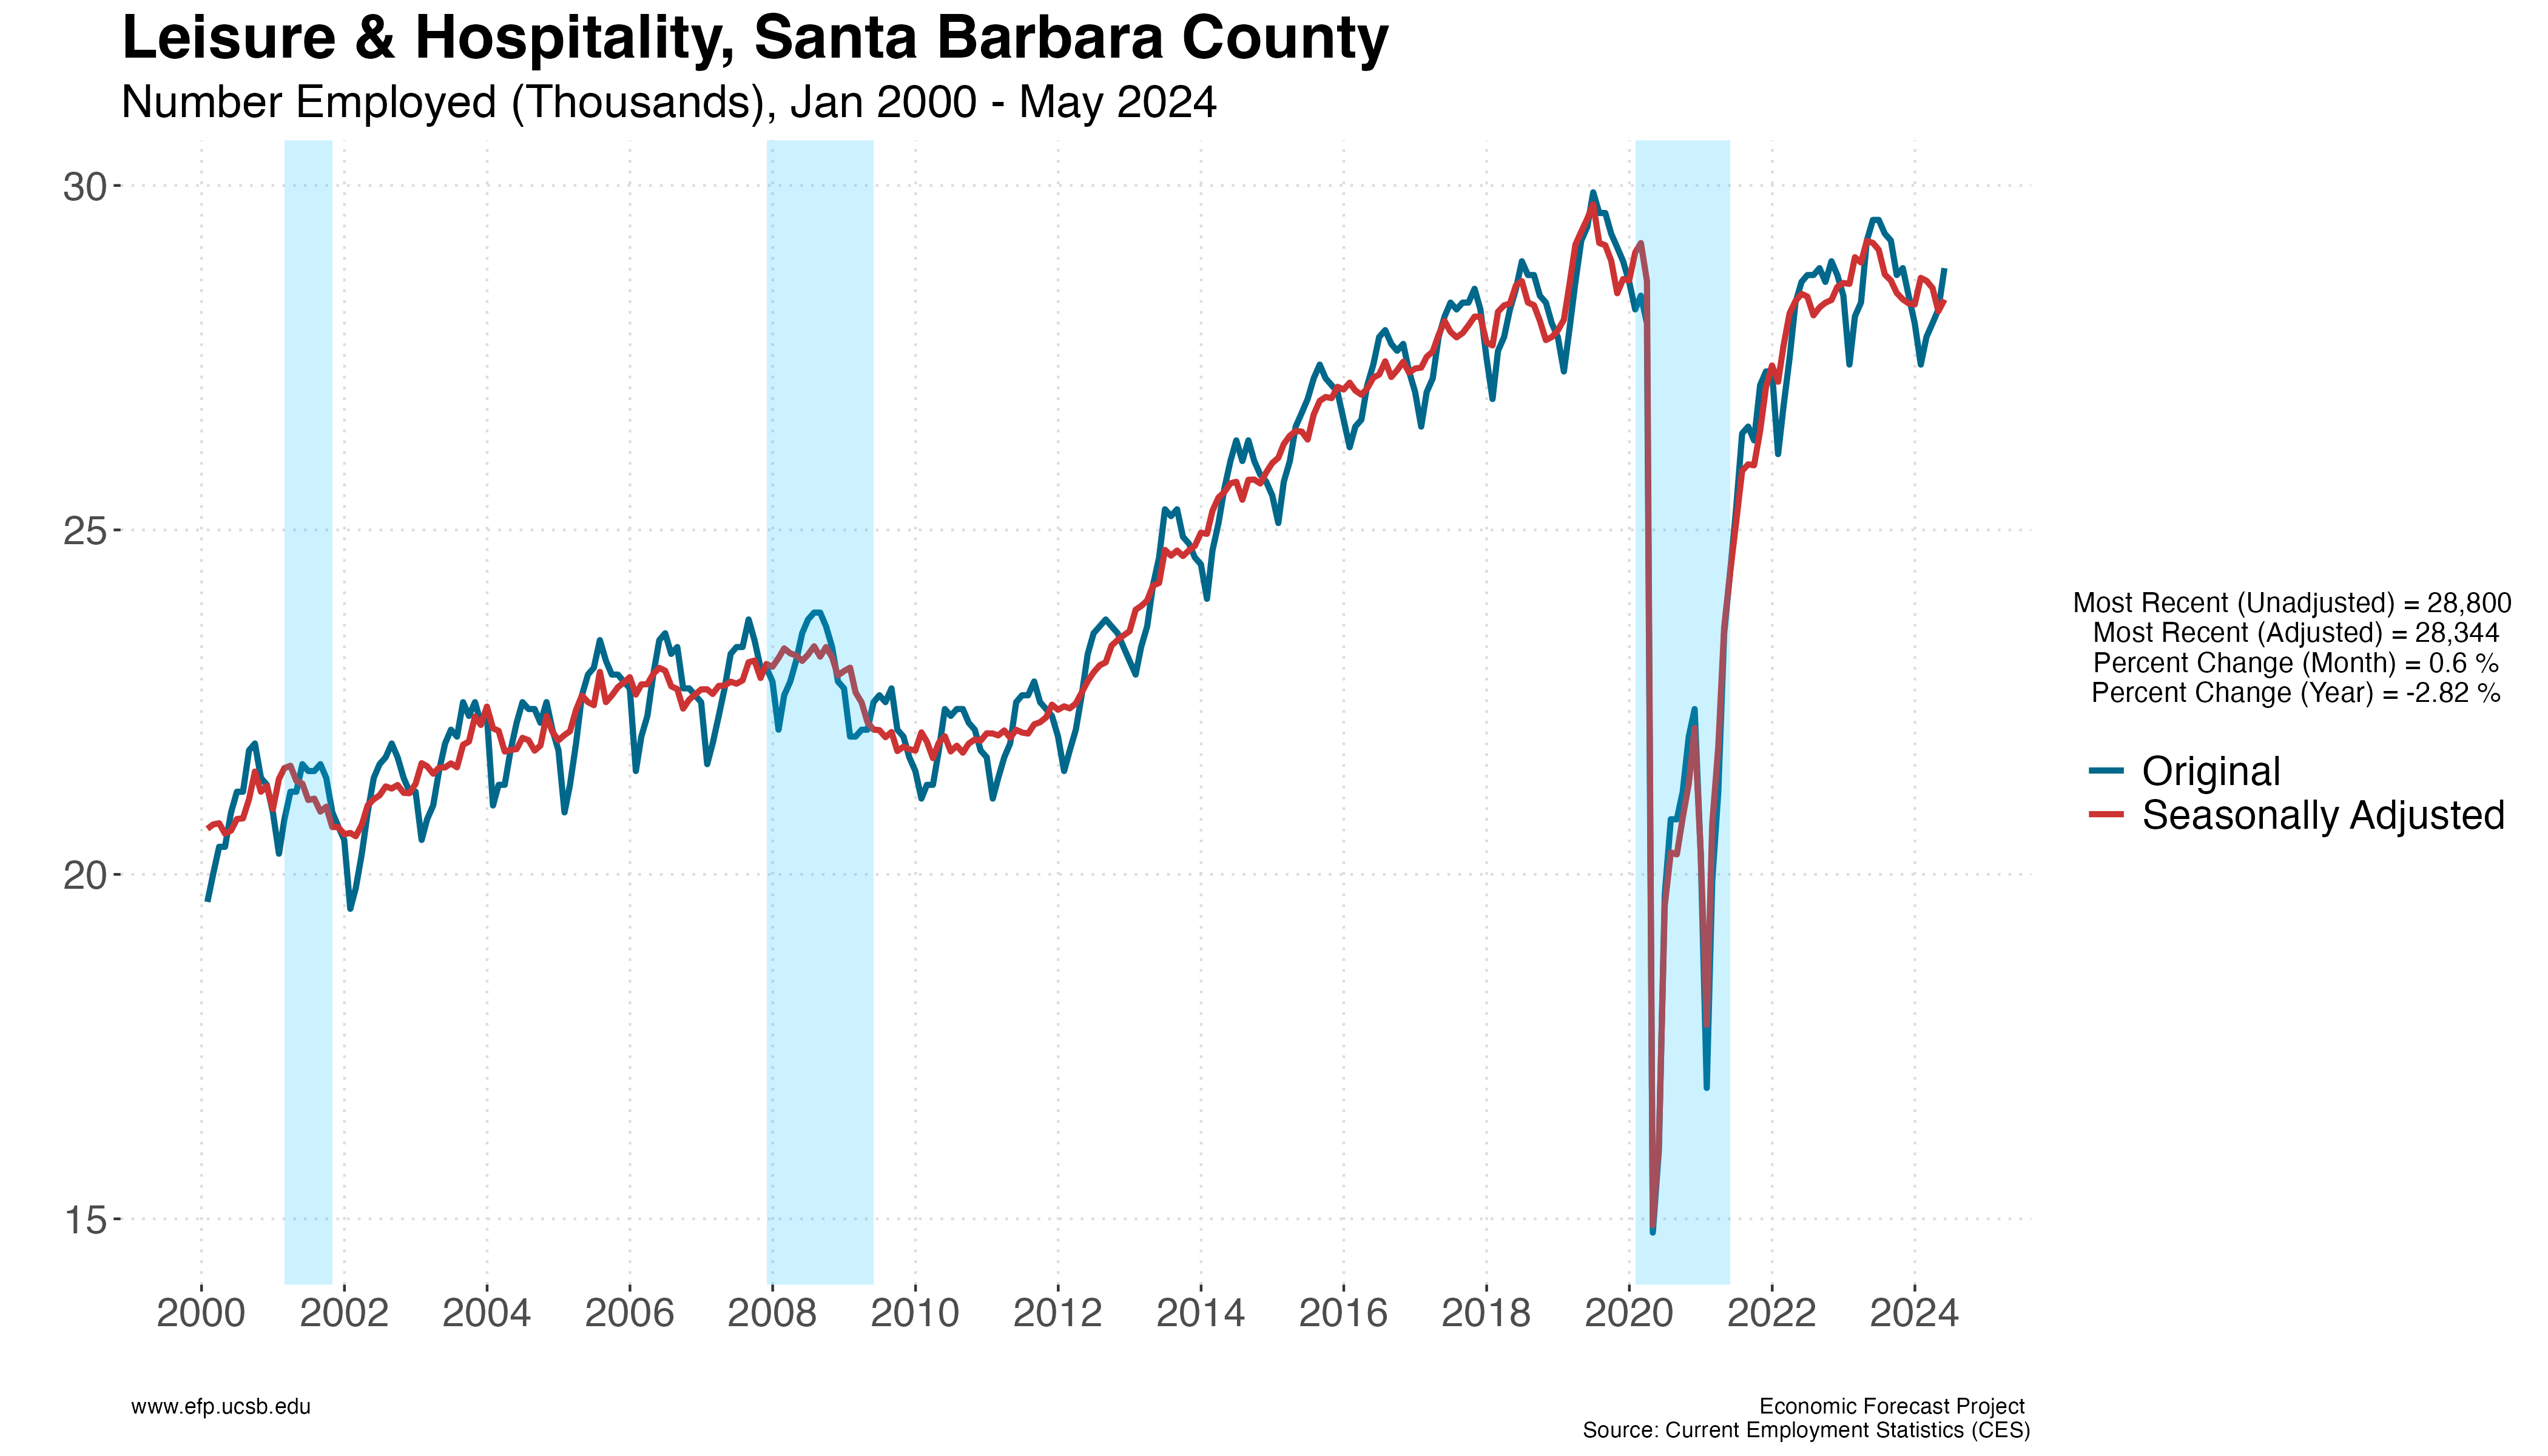 Leisure & Hospitality, Santa Barbara County
Number Employed (Thousands), Jan 2000 - May 2024
30
25
20
15
2000 2002 2004 2006 2008 2010 2012 2014 2016 2018 2020 2022 2024
Most Recent (Unadjusted) = 28,800
Most Recent (Adjusted) = 28,344
Percent Change (Month) = 0.6 %
Percent Change (Year) = -2.82 %
Original
Seasonally Adjusted
www.efp.ucsb.edu
Economic Forecast Project
Source: Current Employment Statistics (CES)